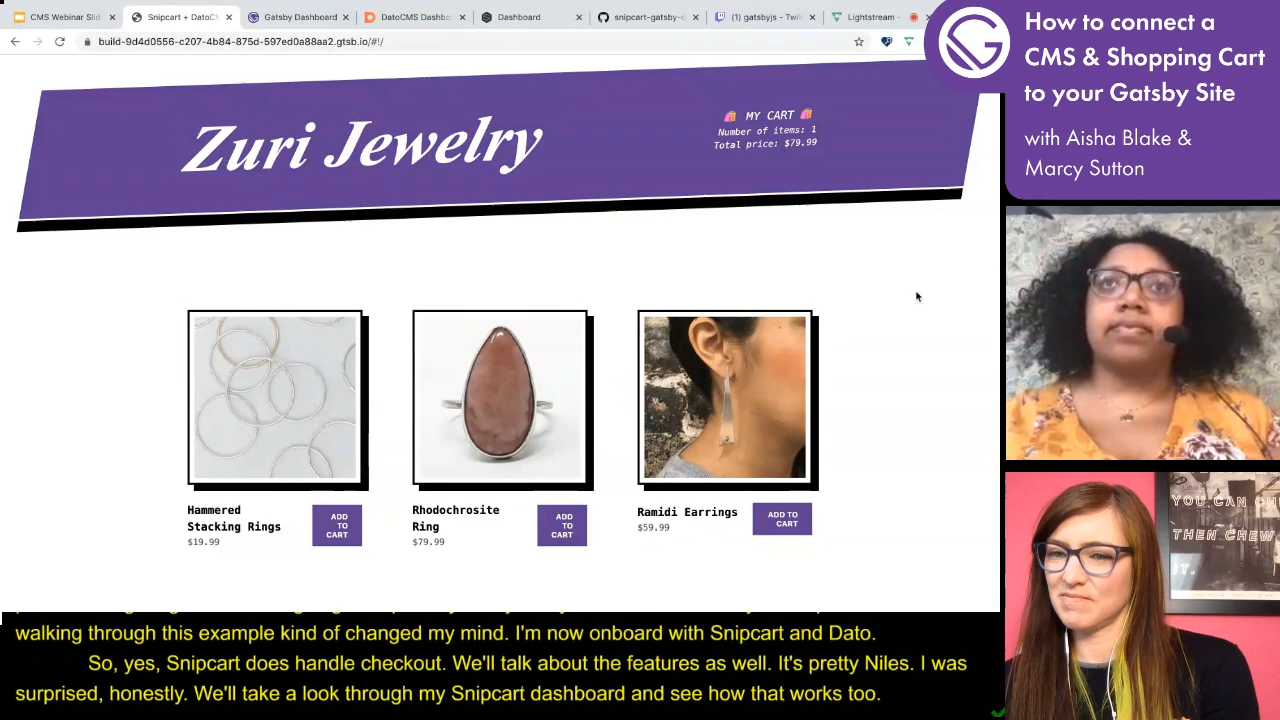 CMS Webinar Slid
Snipcart + DatoC
Gatsby Dashboard
DatoCMS Dashbo
Dashboard
snipcart-gatsby-
(1) gatsbyjs - Twi
Lightstream -
build-9d4d0556-c207-4b84-875d-597ed0a88aa2.gtsb.io/#!/
How to connect a
CMS & Shopping Cart
to your Gatsby Site
with Aisha Blake &
Marcy Sutton
Zuri Jewelry
MY CART
Number of items: 1
Total price: $79.99
Hammered
Stacking Rings
$19.99
ADD
TO
CART
Rhodochrosite
Ring
$79.99
ADD
TO
CART
Ramidi Earrings
$59.99
ADD TO
CART
YOU CAN
THEN CHEW
IT.
walking through this example kind of changed my mind. I'm now onboard with Snipcart and Dato.
So, yes, Snipcart does handle checkout. We'll talk about the features as well. It's pretty Niles. I was
surprised, honestly. We'll take a look through my Snipcart dashboard and see how that works too.